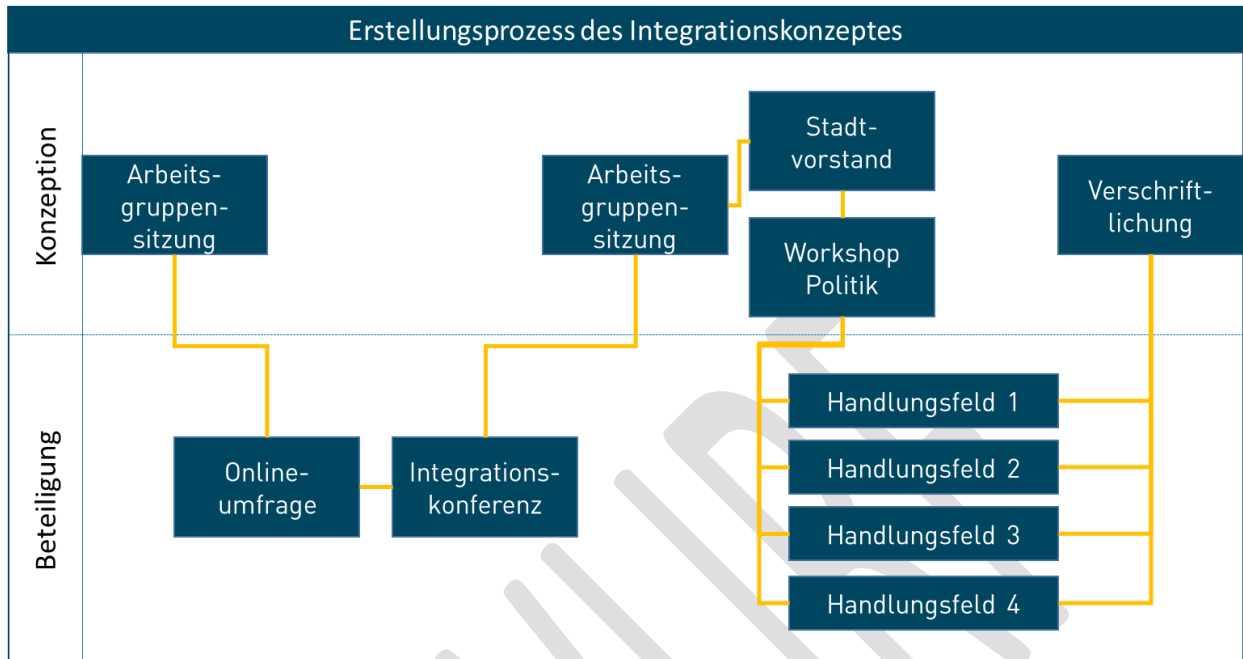 Erstellungsprozess des Integrationskonzeptes
Konzeption
Arbeits-
gruppen-
sitzung
Arbeits-
gruppen-
sitzung
Stadt-
vorstand
Workshop
Politik
Verschrift-
lichung
Beteiligung
Online-
umfrage
Integrations-
konferenz
Handlungsfeld 1
Handlungsfeld 2
Handlungsfeld 3
Handlungsfeld 4